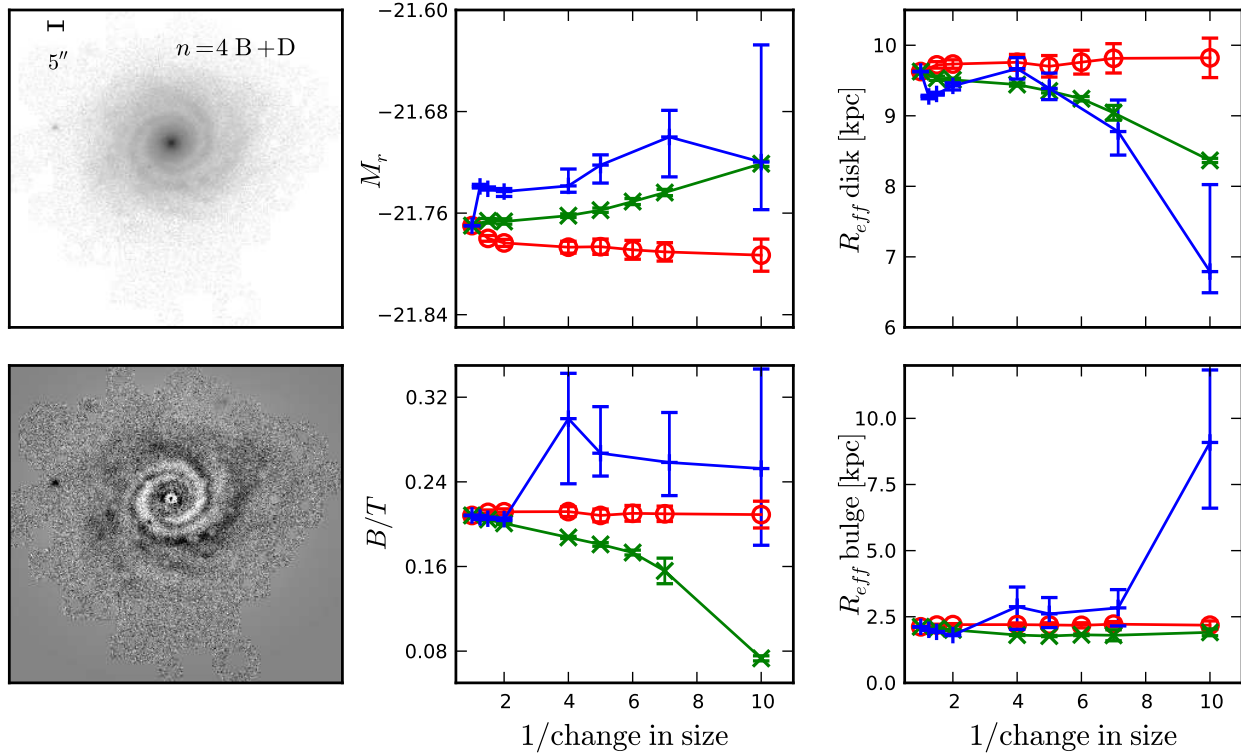 5″
n=4 B+D
−21.60
−21.68
−21.76
−21.84
M_r
10
9
8
7
6
R_eff disk [kpc]
0.32
0.24
0.16
0.08
B/T
2 4 6 8 10
1/change in size
10.0
7.5
5.0
2.5
0.0
R_eff bulge [kpc]
2 4 6 8 10
1/change in size